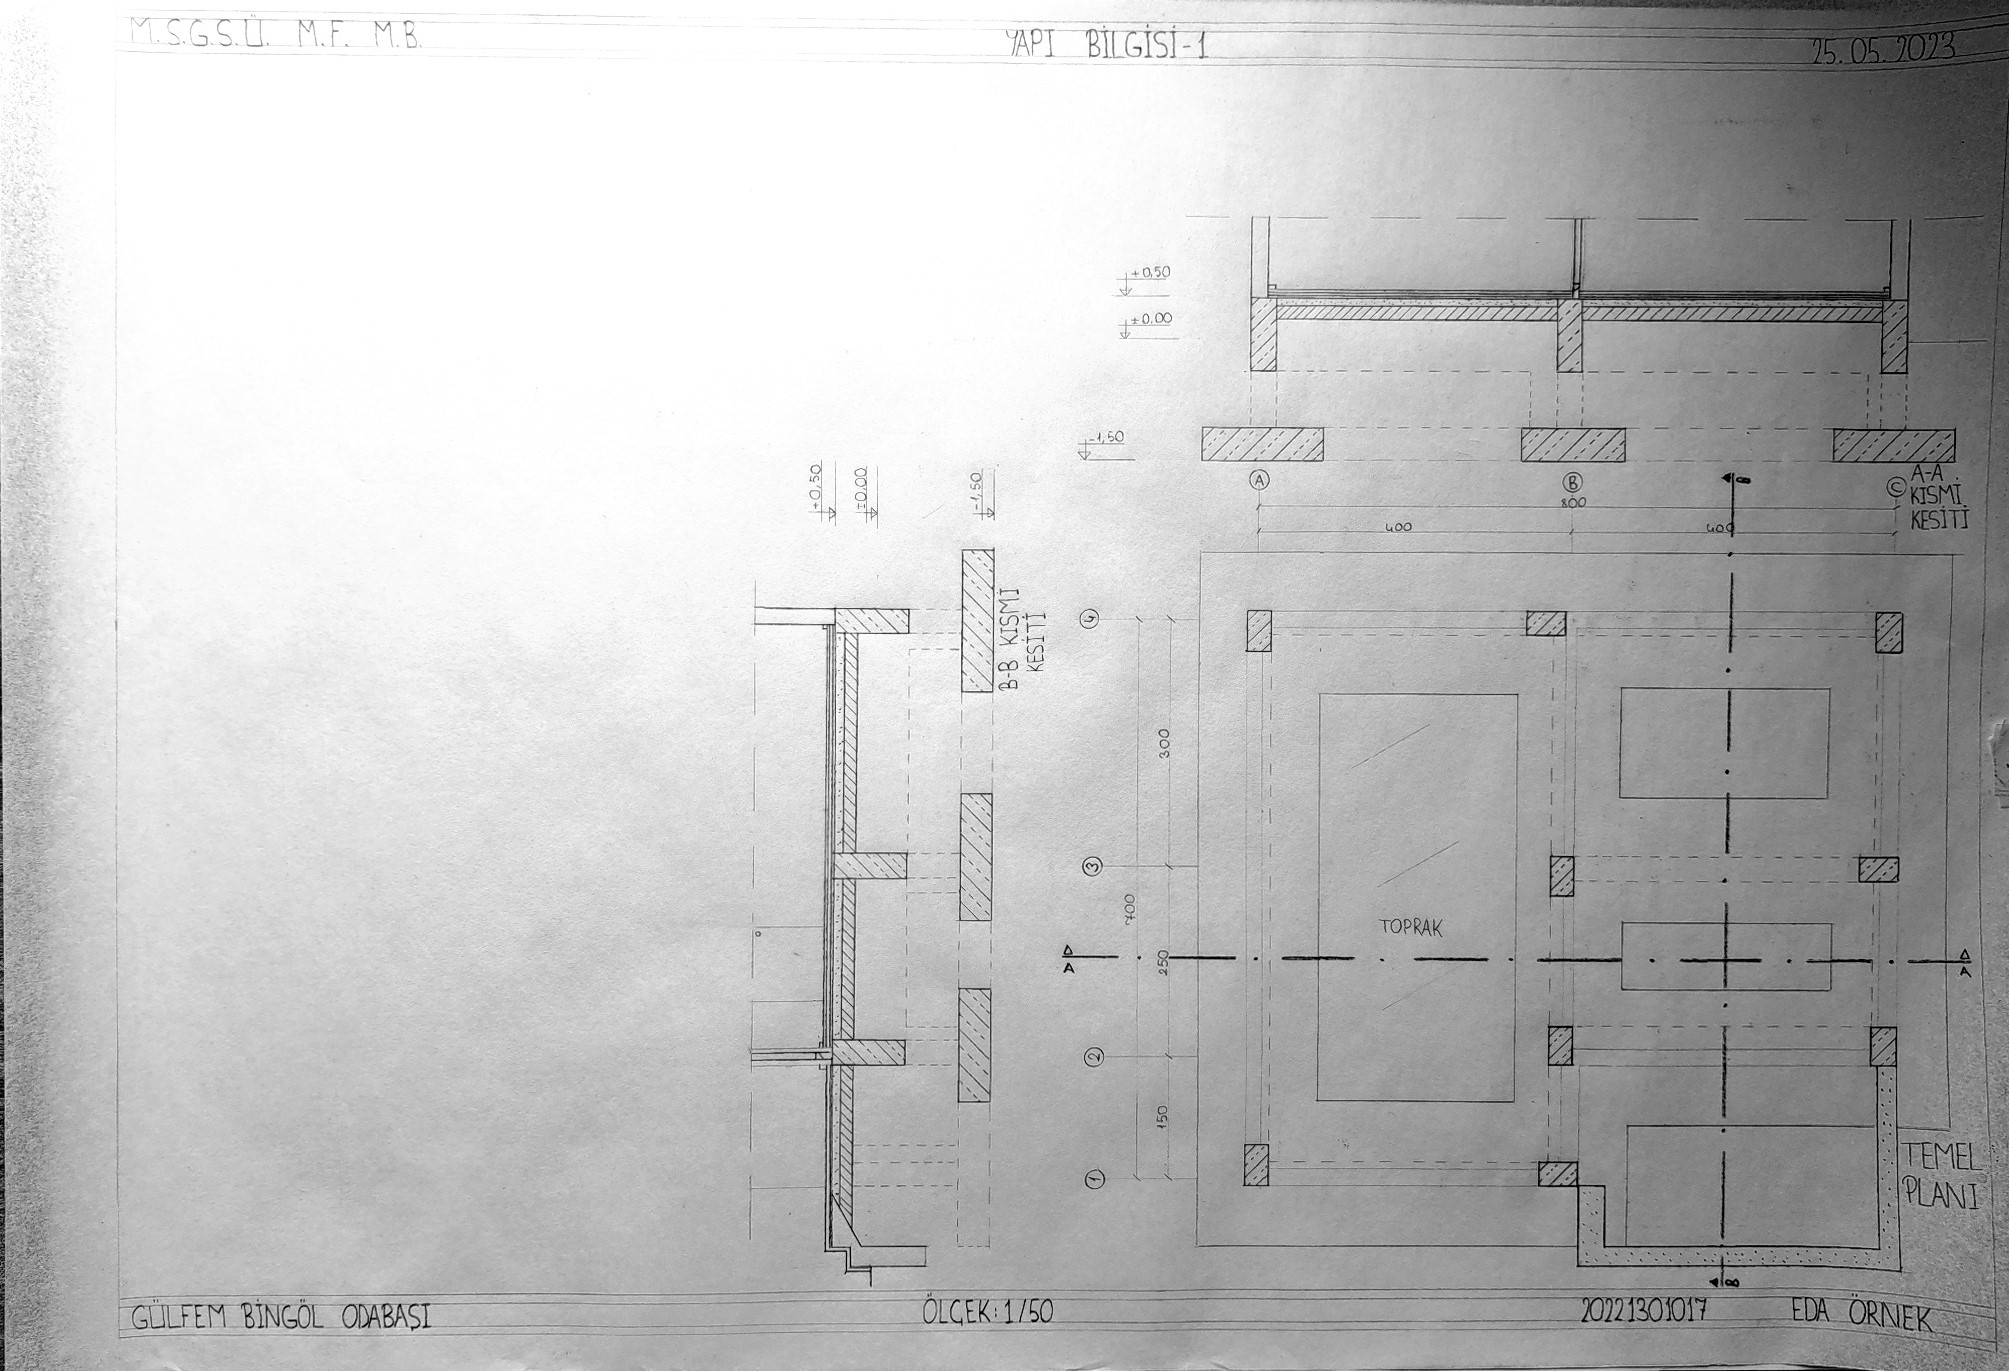 M.S.G.S.Ü. M.F. M.B.
YAPI BİLGİSİ-1
25.05.2023
+0,50
±0,00
-1,50
A
B
C
A-A
KISMİ
KESİTİ
800
400
400
B
+0,50
±0,00
-1,50
B-B KISMİ
KESİTİ
4
3
2
1
300
700
250
150
TOPRAK
A
A
B
TEMEL
PLANI
GÜLFEM BİNGÖL ODABAŞI
ÖLÇEK: 1/50
20221301017
EDA ÖRNEK